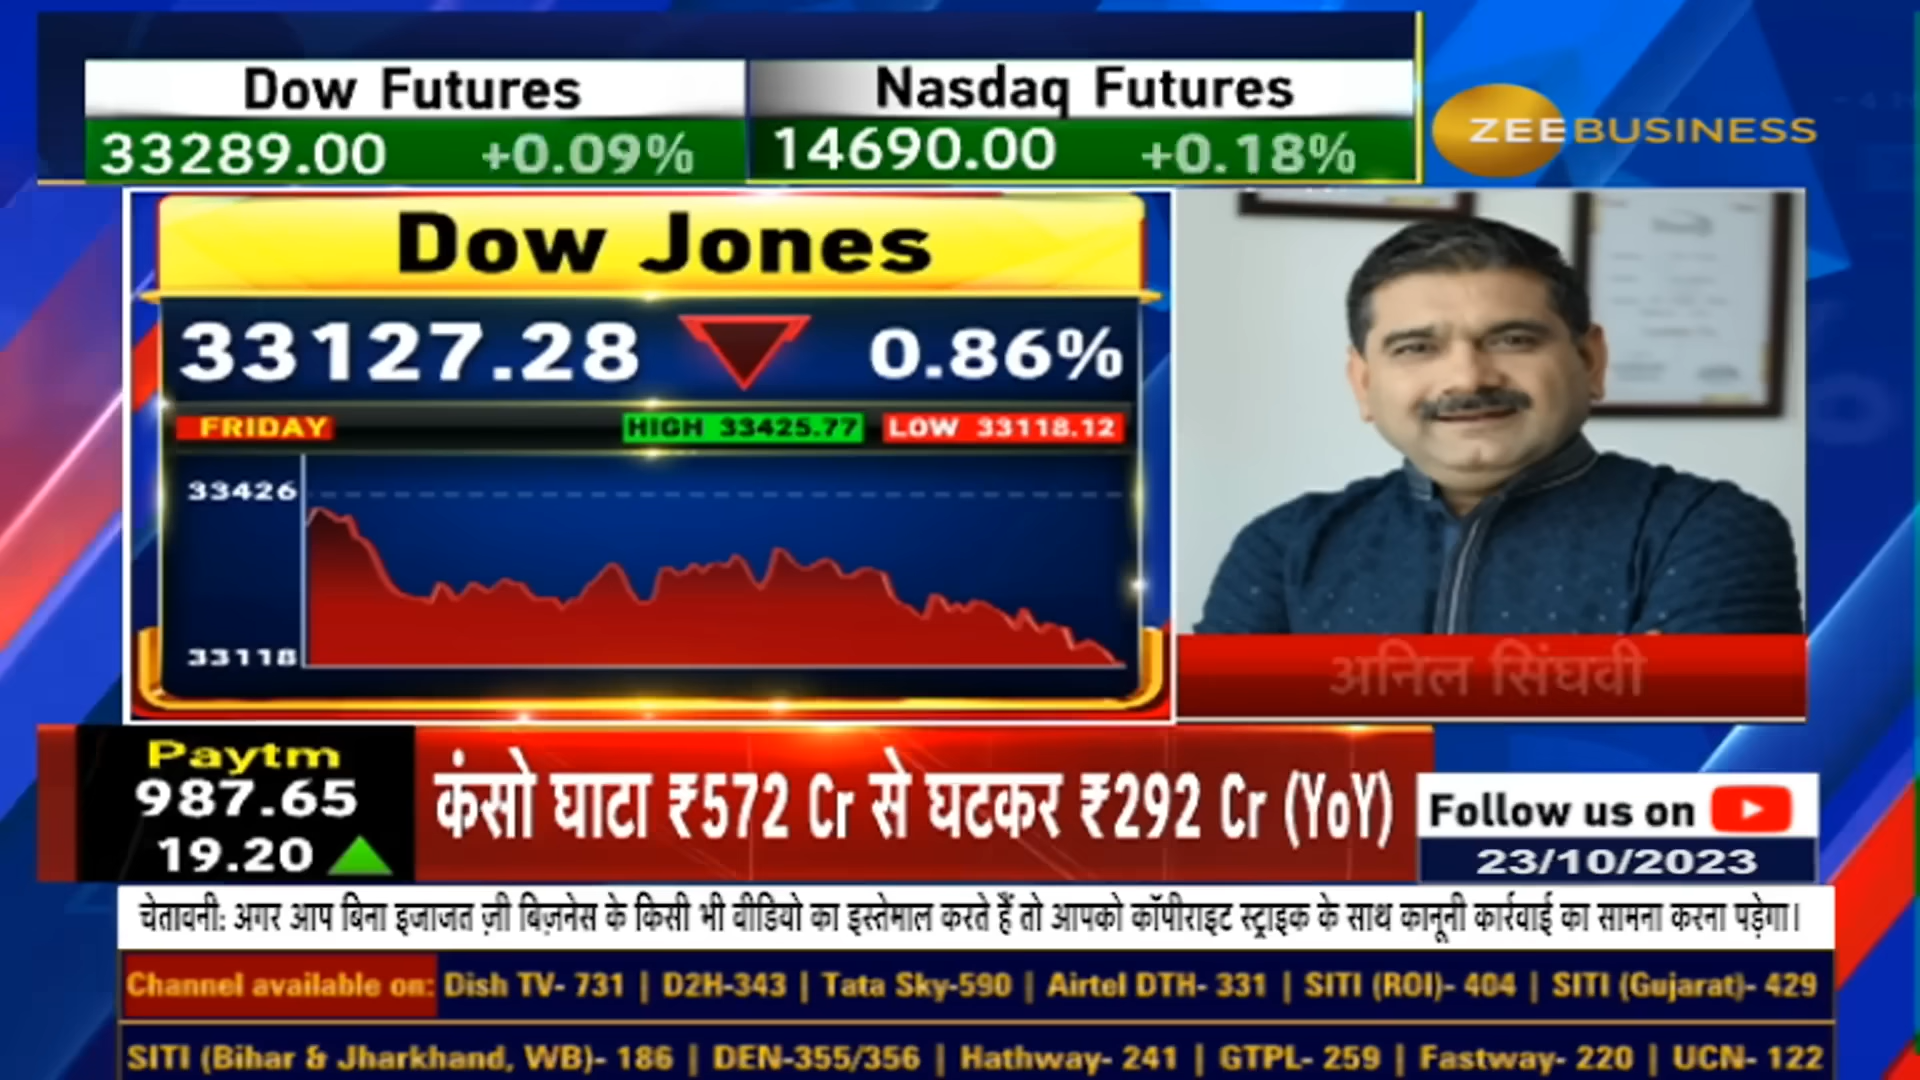 Dow Futures
33289.00 +0.09%
Nasdaq Futures
14690.00 +0.18%
ZEEBUSINESS
Dow Jones
33127.28 0.86%
FRIDAY HIGH 33425.77 LOW 33118.12
33426
33118
अनिल सिंघवी
Paytm
987.65
19.20
कंसो घाटा ₹572 Cr से घटकर ₹292 Cr (YoY)
Follow us on
23/10/2023
चेतावनी: अगर आप बिना इजाजत ज़ी बिज़नेस के किसी भी वीडियो का इस्तेमाल करते हैं तो आपको कॉपीराइट स्ट्राइक के साथ कानूनी कार्रवाई का सामना करना पड़ेगा।
Channel available on: Dish TV- 731 | D2H-343 | Tata Sky-590 | Airtel DTH- 331 | SITI (ROI)- 404 | SITI (Gujarat)- 429
SITI (Bihar & Jharkhand, WB)- 186 | DEN-355/356 | Hathway- 241 | GTPL- 259 | Fastway- 220 | UCN- 122